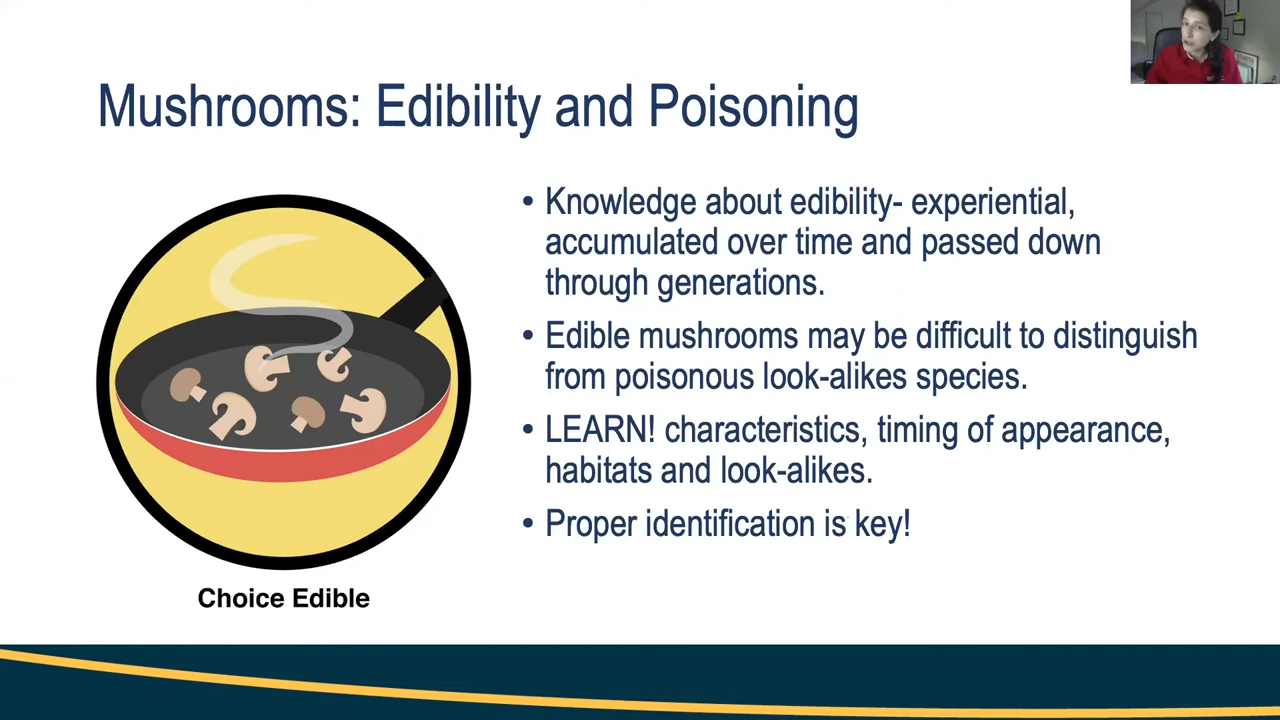 Mushrooms: Edibility and Poisoning
• Knowledge about edibility- experiential,
accumulated over time and passed down
through generations.
• Edible mushrooms may be difficult to distinguish
from poisonous look-alikes species.
• LEARN! characteristics, timing of appearance,
habitats and look-alikes.
• Proper identification is key!
Choice Edible